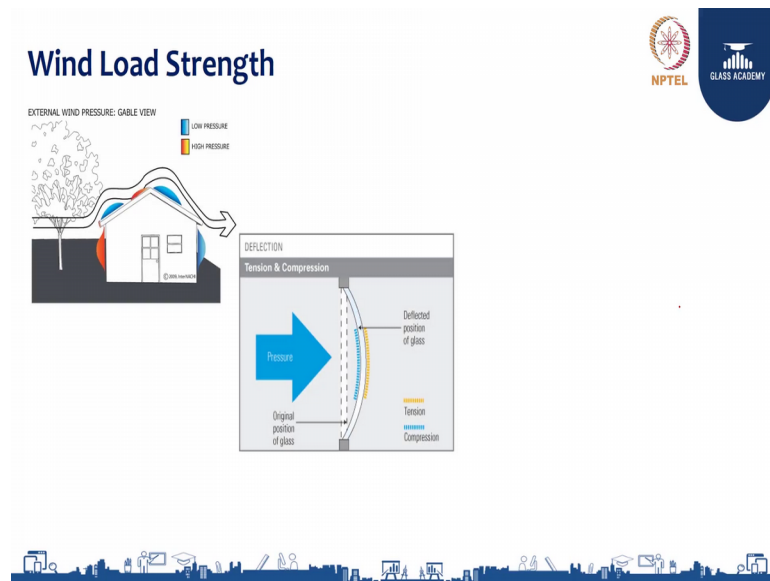 Wind Load Strength
NPTEL
GLASS ACADEMY
EXTERNAL WIND PRESSURE: GABLE VIEW
LOW PRESSURE
HIGH PRESSURE
©2006, InterNACHI
DEFLECTION
Tension & Compression
Pressure
Deflected
position
of glass
Original
position
of glass
Tension
Compression